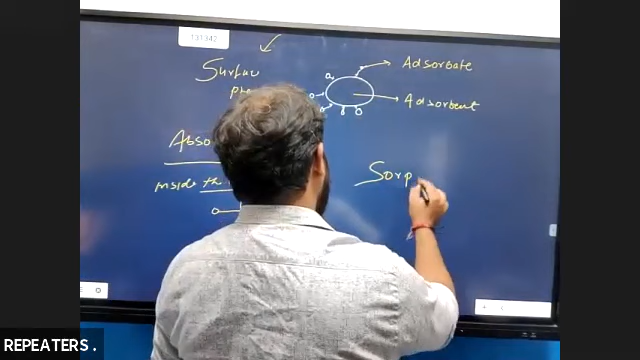 131342
Surfac
Adsorbate
Adsorbent
Abso
Sorp
Inside th
REPEATERS .